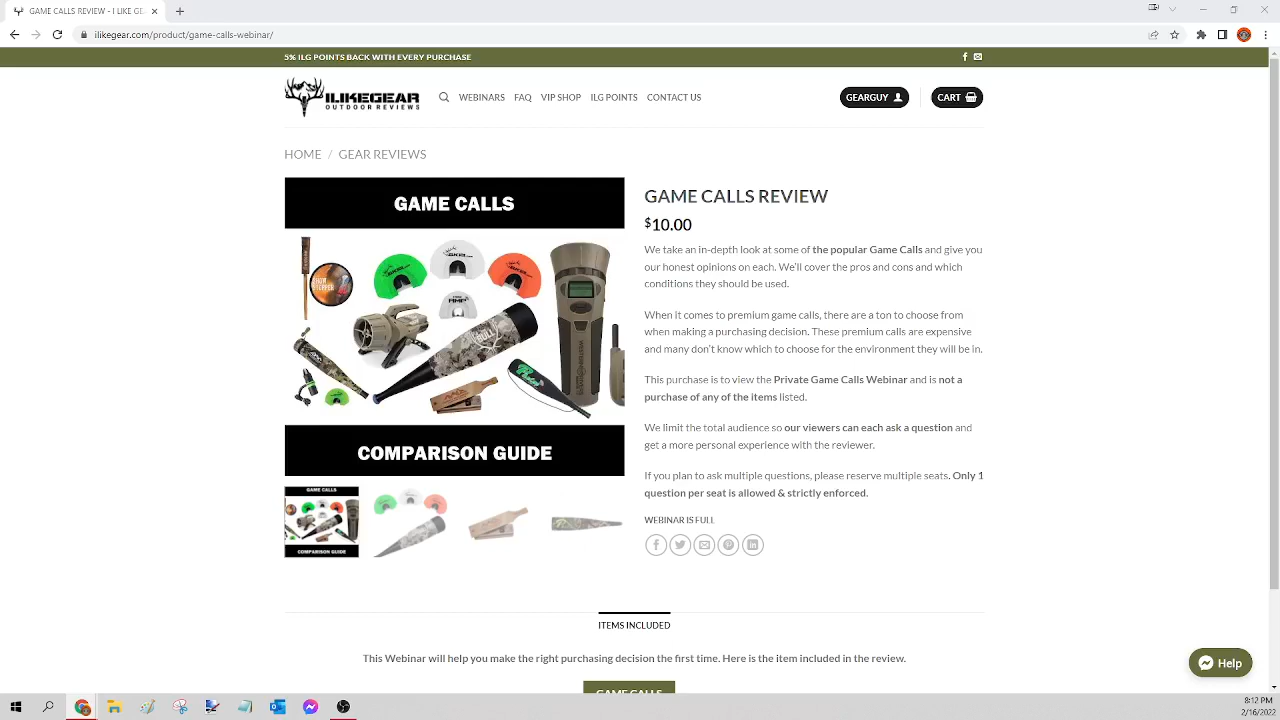 GAME CALLS REVIEW - I LIKE GE
ilikegear.com/product/game-calls-webinar/
5% ILG POINTS BACK WITH EVERY PURCHASE
ILIKEGEAR
OUTDOOR REVIEWS
WEBINARS FAQ VIP SHOP ILG POINTS CONTACT US
GEARGUY
CART
HOME / GEAR REVIEWS
GAME CALLS
COMPARISON GUIDE
GAME CALLS
COMPARISON GUIDE
GAME CALLS REVIEW
$10.00
We take an in-depth look at some of the popular Game Calls and give you
our honest opinions on each. We'll cover the pros and cons and which
conditions they should be used.
When it comes to premium game calls, there are a ton to choose from
when making a purchasing decision. These premium calls are expensive
and many don't know which to choose for the environment they will be in.
This purchase is to view the Private Game Calls Webinar and is not a
purchase of any of the items listed.
We limit the total audience so our viewers can each ask a question and
get a more personal experience with the reviewer.
If you plan to ask multiple questions, please reserve multiple seats. Only 1
question per seat is allowed & strictly enforced.
WEBINAR IS FULL
ITEMS INCLUDED
This Webinar will help you make the right purchasing decision the first time. Here is the item included in the review.
GAME CALLS
Help
8:12 PM
2/16/2022